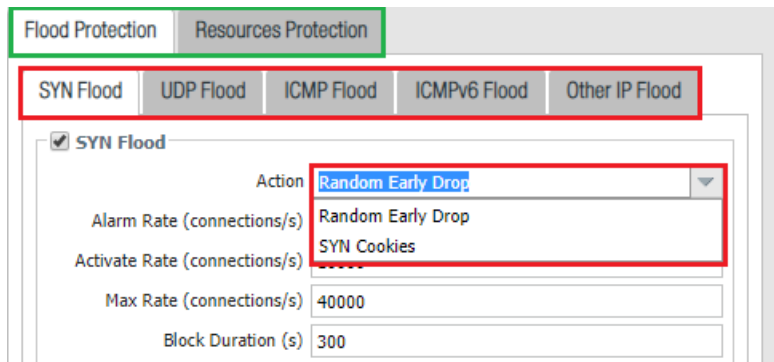 Flood Protection Resources Protection
SYN Flood UDP Flood ICMP Flood ICMPv6 Flood Other IP Flood
SYN Flood
Action Random Early Drop
Alarm Rate (connections/s) Random Early Drop
SYN Cookies
Activate Rate (connections/s)
Max Rate (connections/s) 40000
Block Duration (s) 300